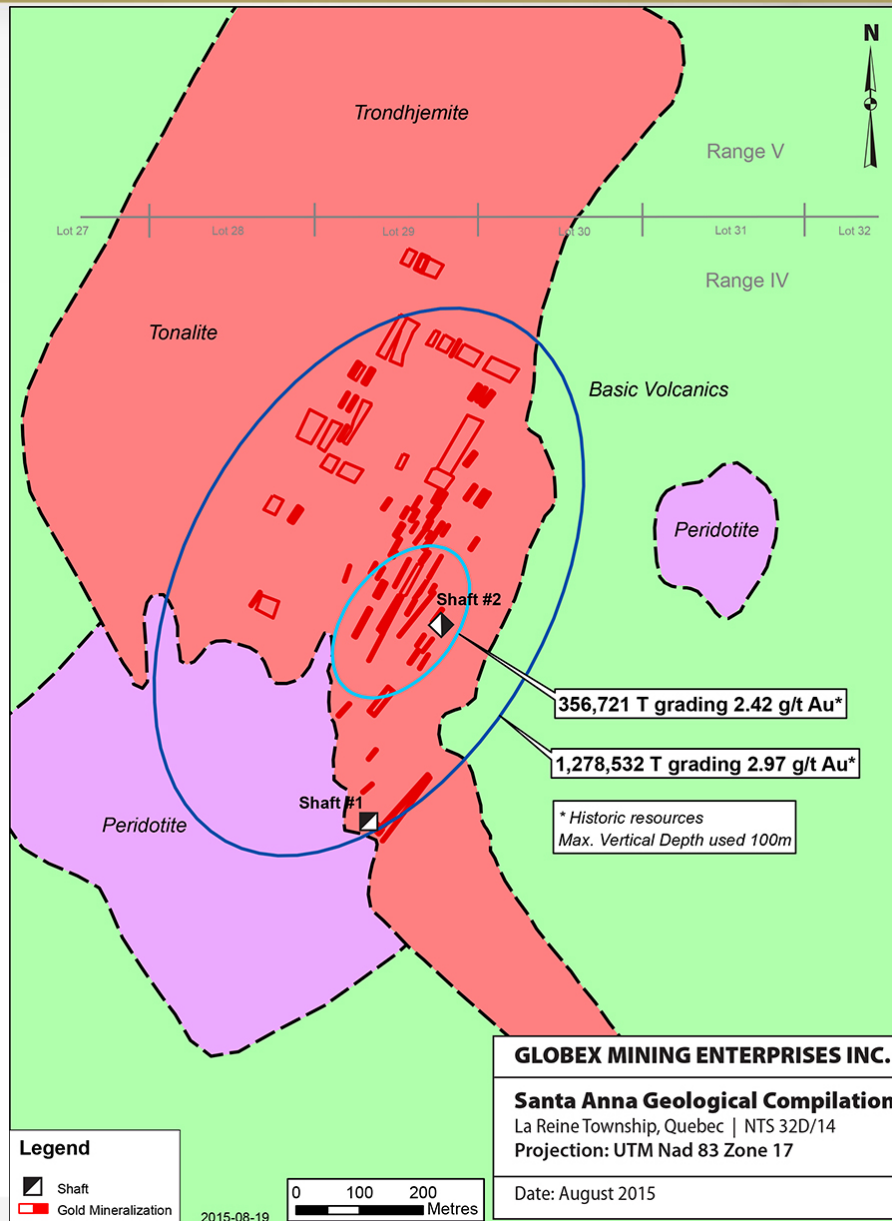 N
Trondhjemite
Range V
Lot 27
Lot 28
Lot 29
Lot 30
Lot 31
Lot 32
Range IV
Tonalite
Basic Volcanics
Peridotite
Shaft #2
356,721 T grading 2.42 g/t Au*
1,278,532 T grading 2.97 g/t Au*
Shaft #1
* Historic resources
Max. Vertical Depth used 100m
Peridotite
GLOBEX MINING ENTERPRISES INC.
Santa Anna Geological Compilation
La Reine Township, Quebec | NTS 32D/14
Projection: UTM Nad 83 Zone 17
Date: August 2015
Legend
Shaft
Gold Mineralization
2015-08-19
0 100 200
Metres